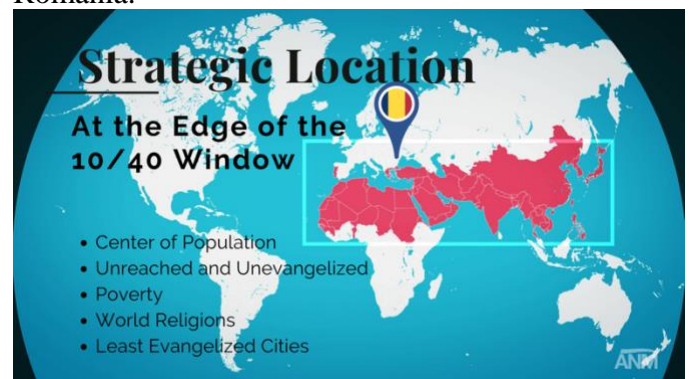 Romania.
Strategic Location
At the Edge of the
10/40 Window
• Center of Population
• Unreached and Unevangelized
• Poverty
• World Religions
• Least Evangelized Cities
ANM